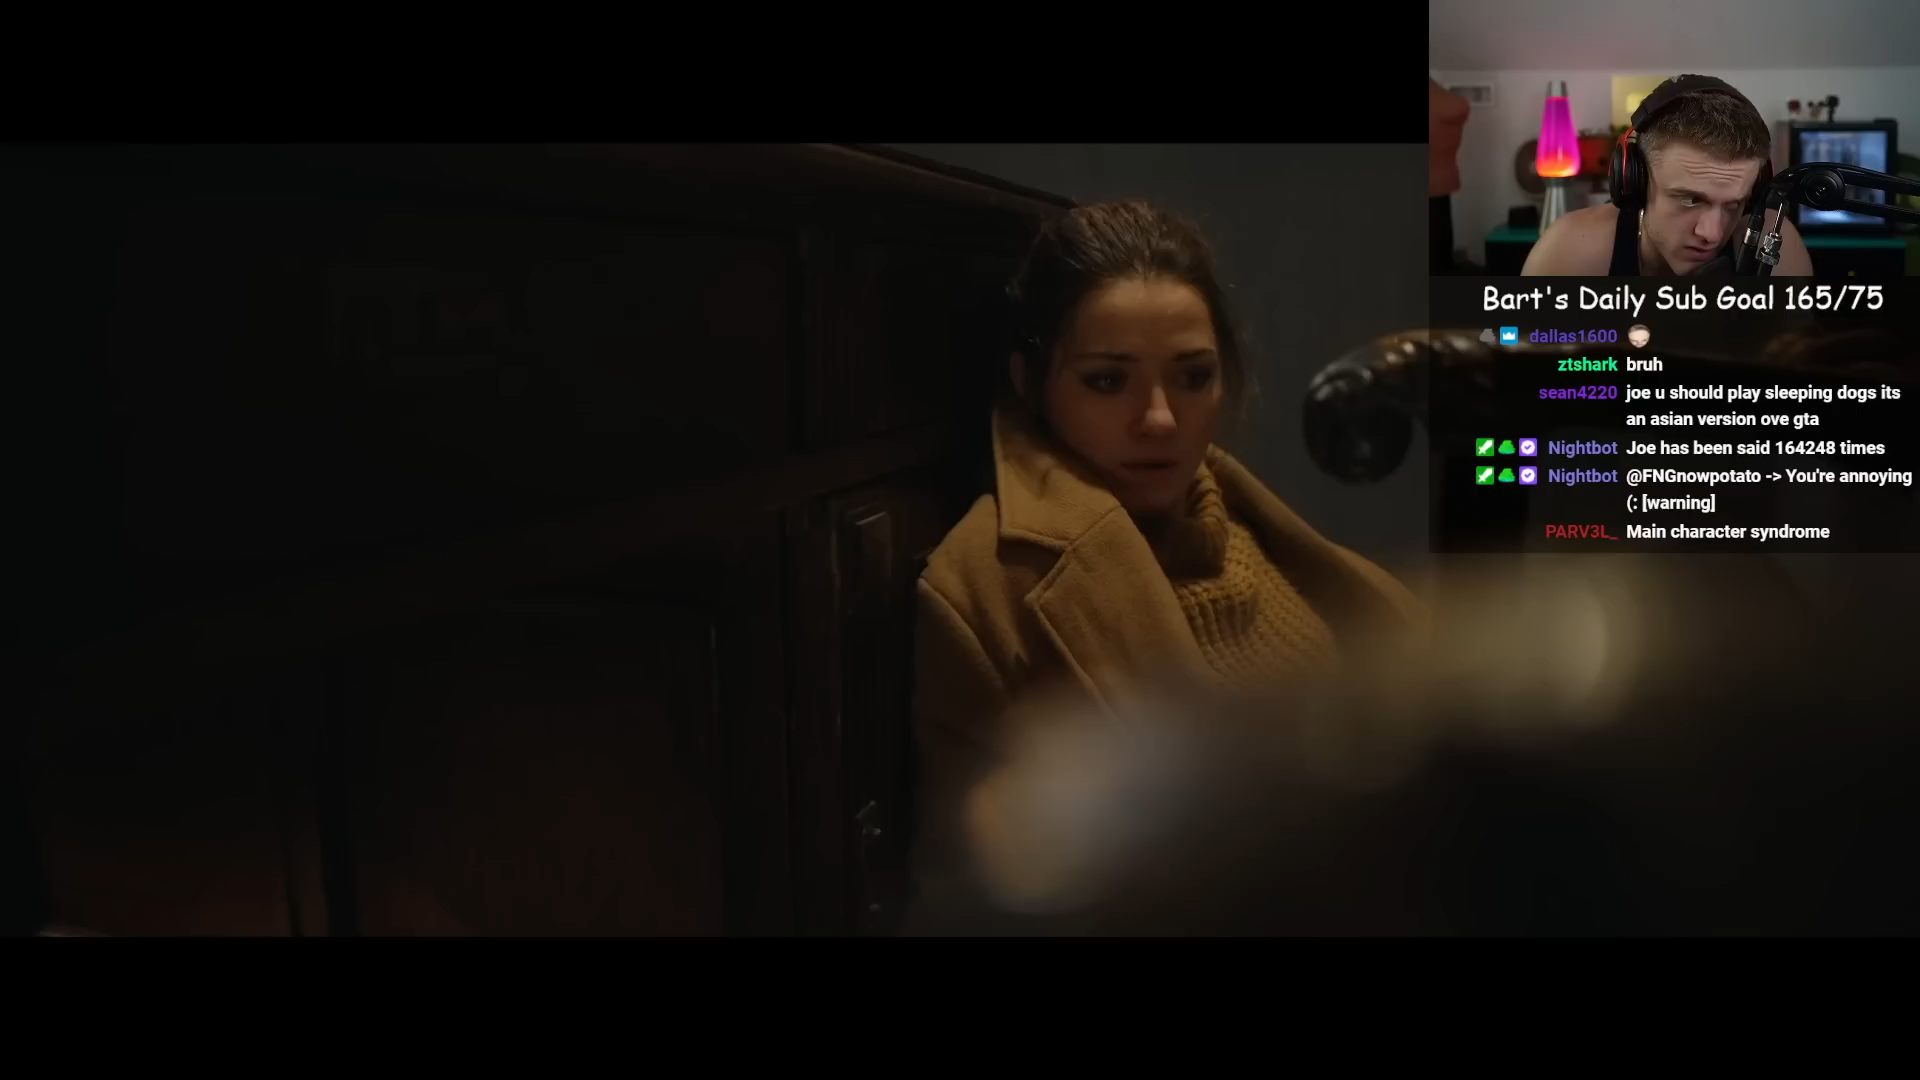 Bart's Daily Sub Goal 165/75
dallas1600
ztshark bruh
sean4220 joe u should play sleeping dogs its
an asian version ove gta
Nightbot Joe has been said 164248 times
Nightbot @FNGnowpotato -> You're annoying
(: [warning]
PARV3L_ Main character syndrome